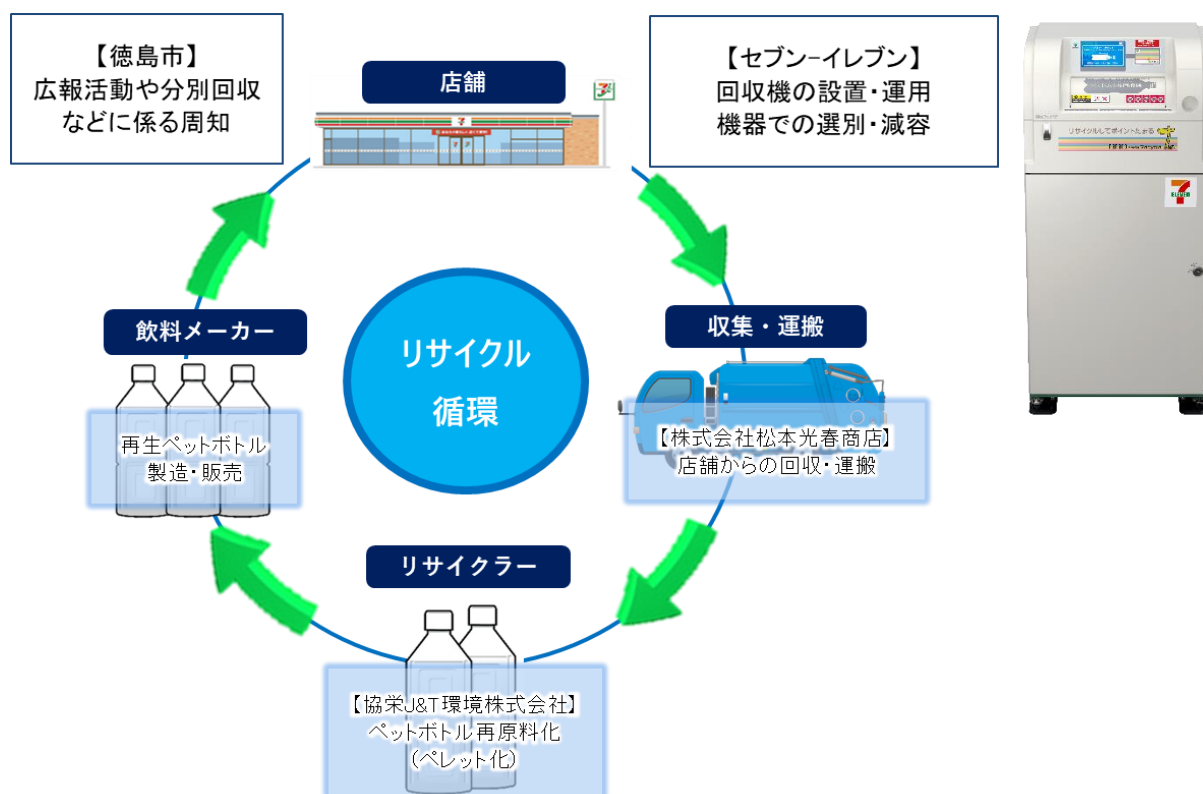 【徳島市】
広報活動や分別回収
などに係る周知
店舗
7
【セブン-イレブン】
回収機の設置・運用
機器での選別・減容
リサイクルしてポイントたまる
7
ELEVEN
飲料メーカー
再生ペットボトル
製造・販売
リサイクル
循環
収集・運搬
【株式会社松本光春商店】
店舗からの回収・運搬
リサイクラー
【協栄J&T環境株式会社】
ペットボトル再原料化
(ペレット化)